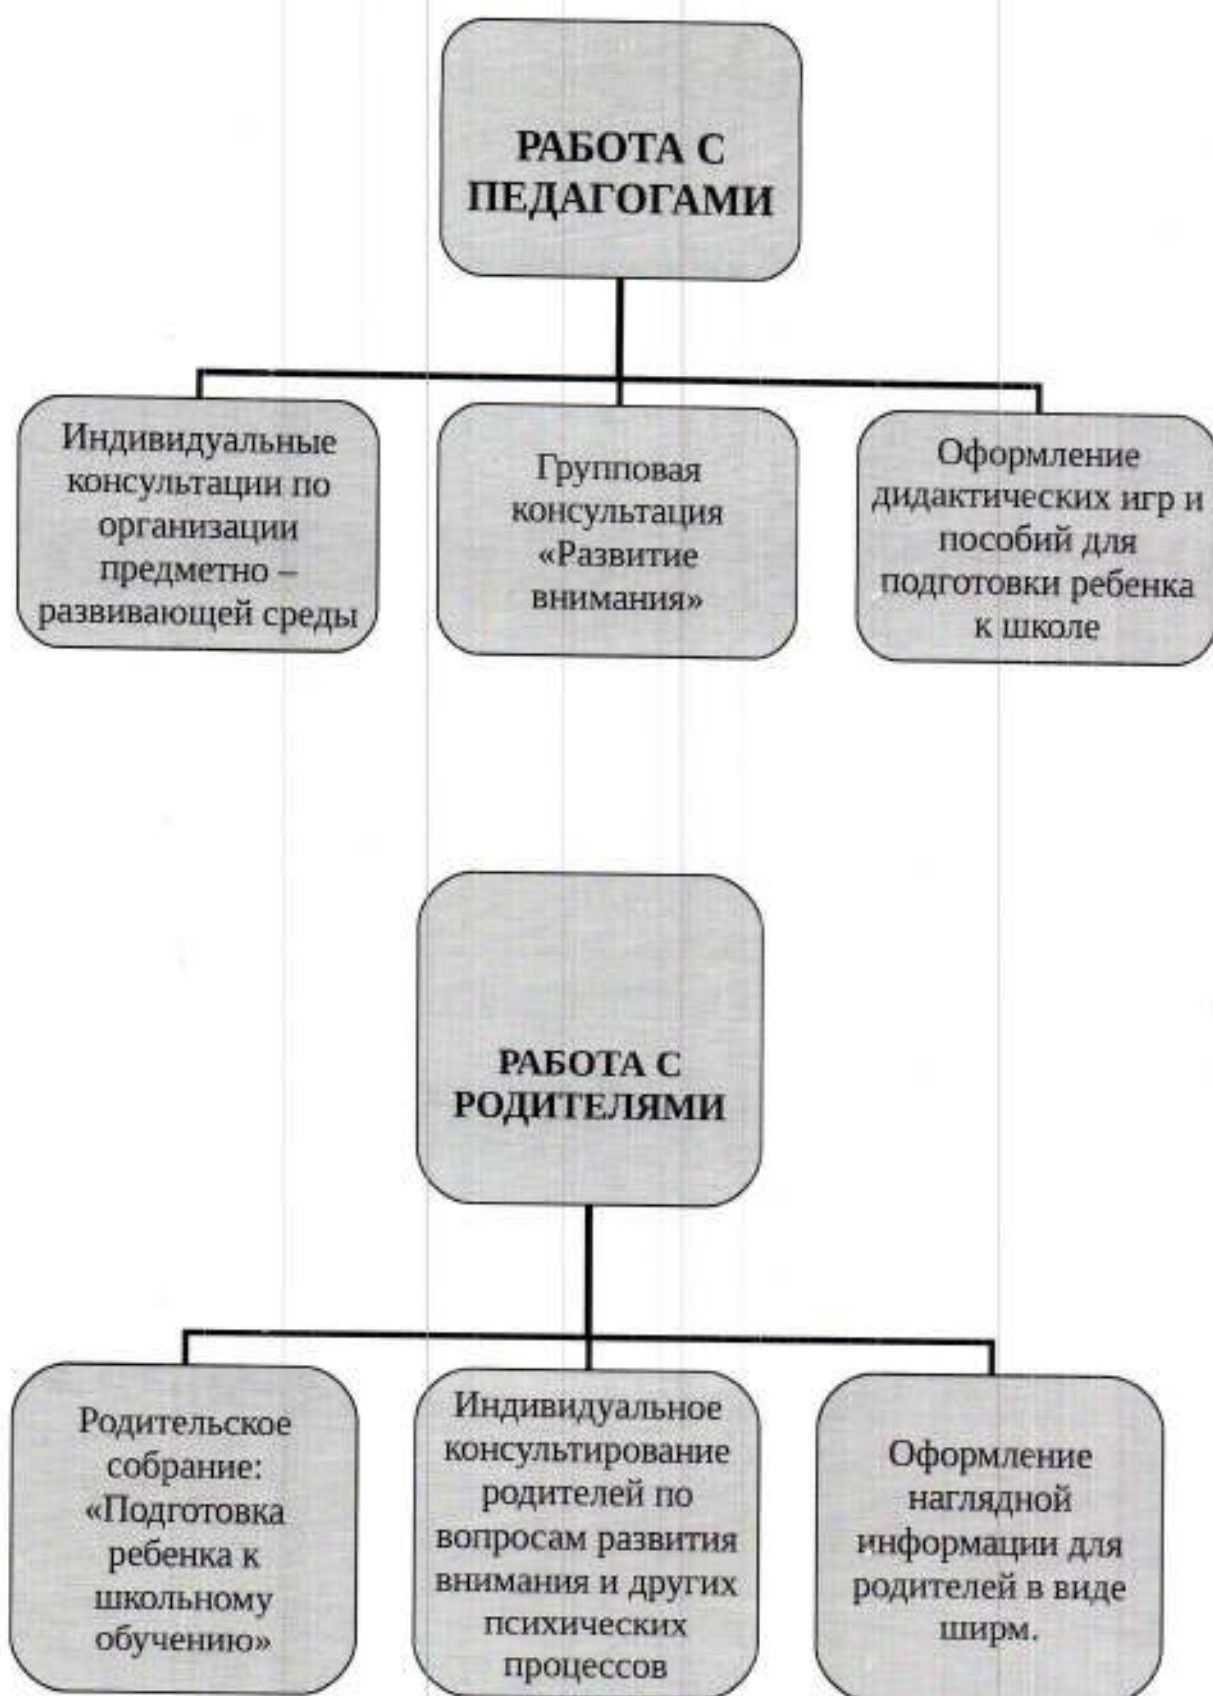 РАБОТА С
ПЕДАГОГАМИ
Индивидуальные
консультации по
организации
предметно –
развивающей среды
Групповая
консультация
«Развитие
внимания»
Оформление
дидактических игр и
пособий для
подготовки ребенка
к школе
РАБОТА С
РОДИТЕЛЯМИ
Родительское
собрание:
«Подготовка
ребенка к
школьному
обучению»
Индивидуальное
консультирование
родителей по
вопросам развития
внимания и других
психических
процессов
Оформление
наглядной
информации для
родителей в виде
ширм.